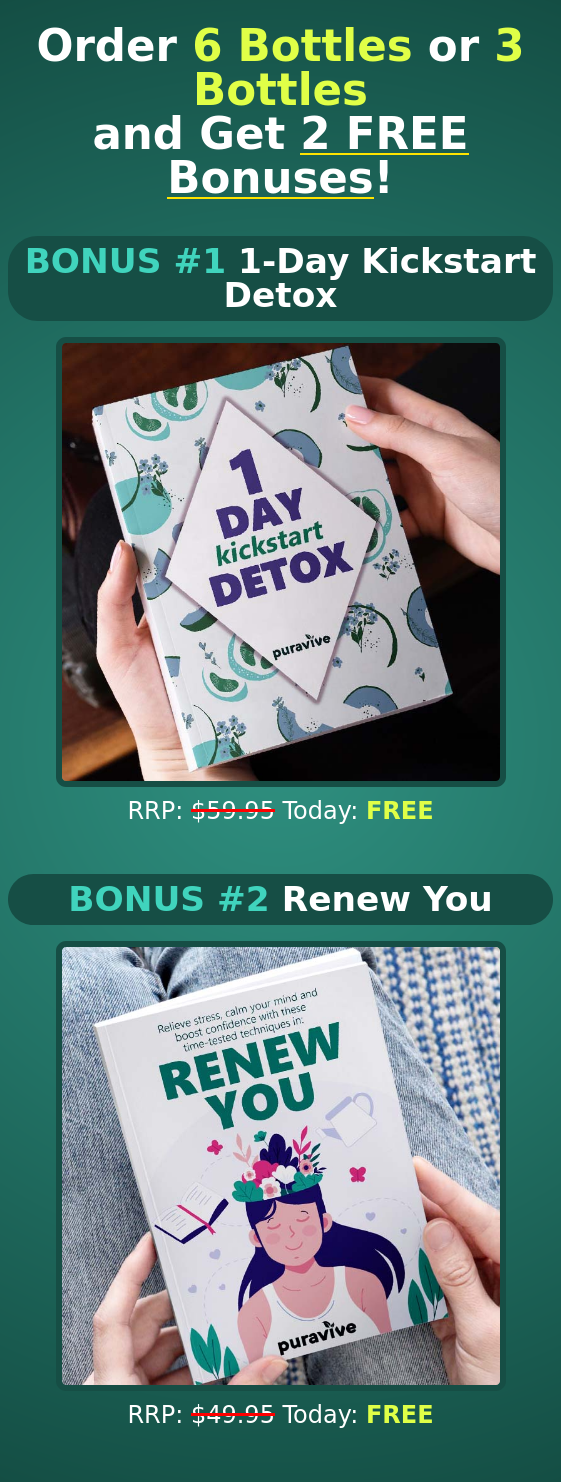 Order 6 Bottles or 3
Bottles
and Get 2 FREE
Bonuses!
BONUS #1 1-Day Kickstart
Detox
1
DAY
kickstart
DETOX
puravive
RRP: $59.95 Today: FREE
BONUS #2 Renew You
Relieve stress, calm your mind and
boost confidence with these
time-tested techniques in:
RENEW
YOU
puravive
RRP: $49.95 Today: FREE